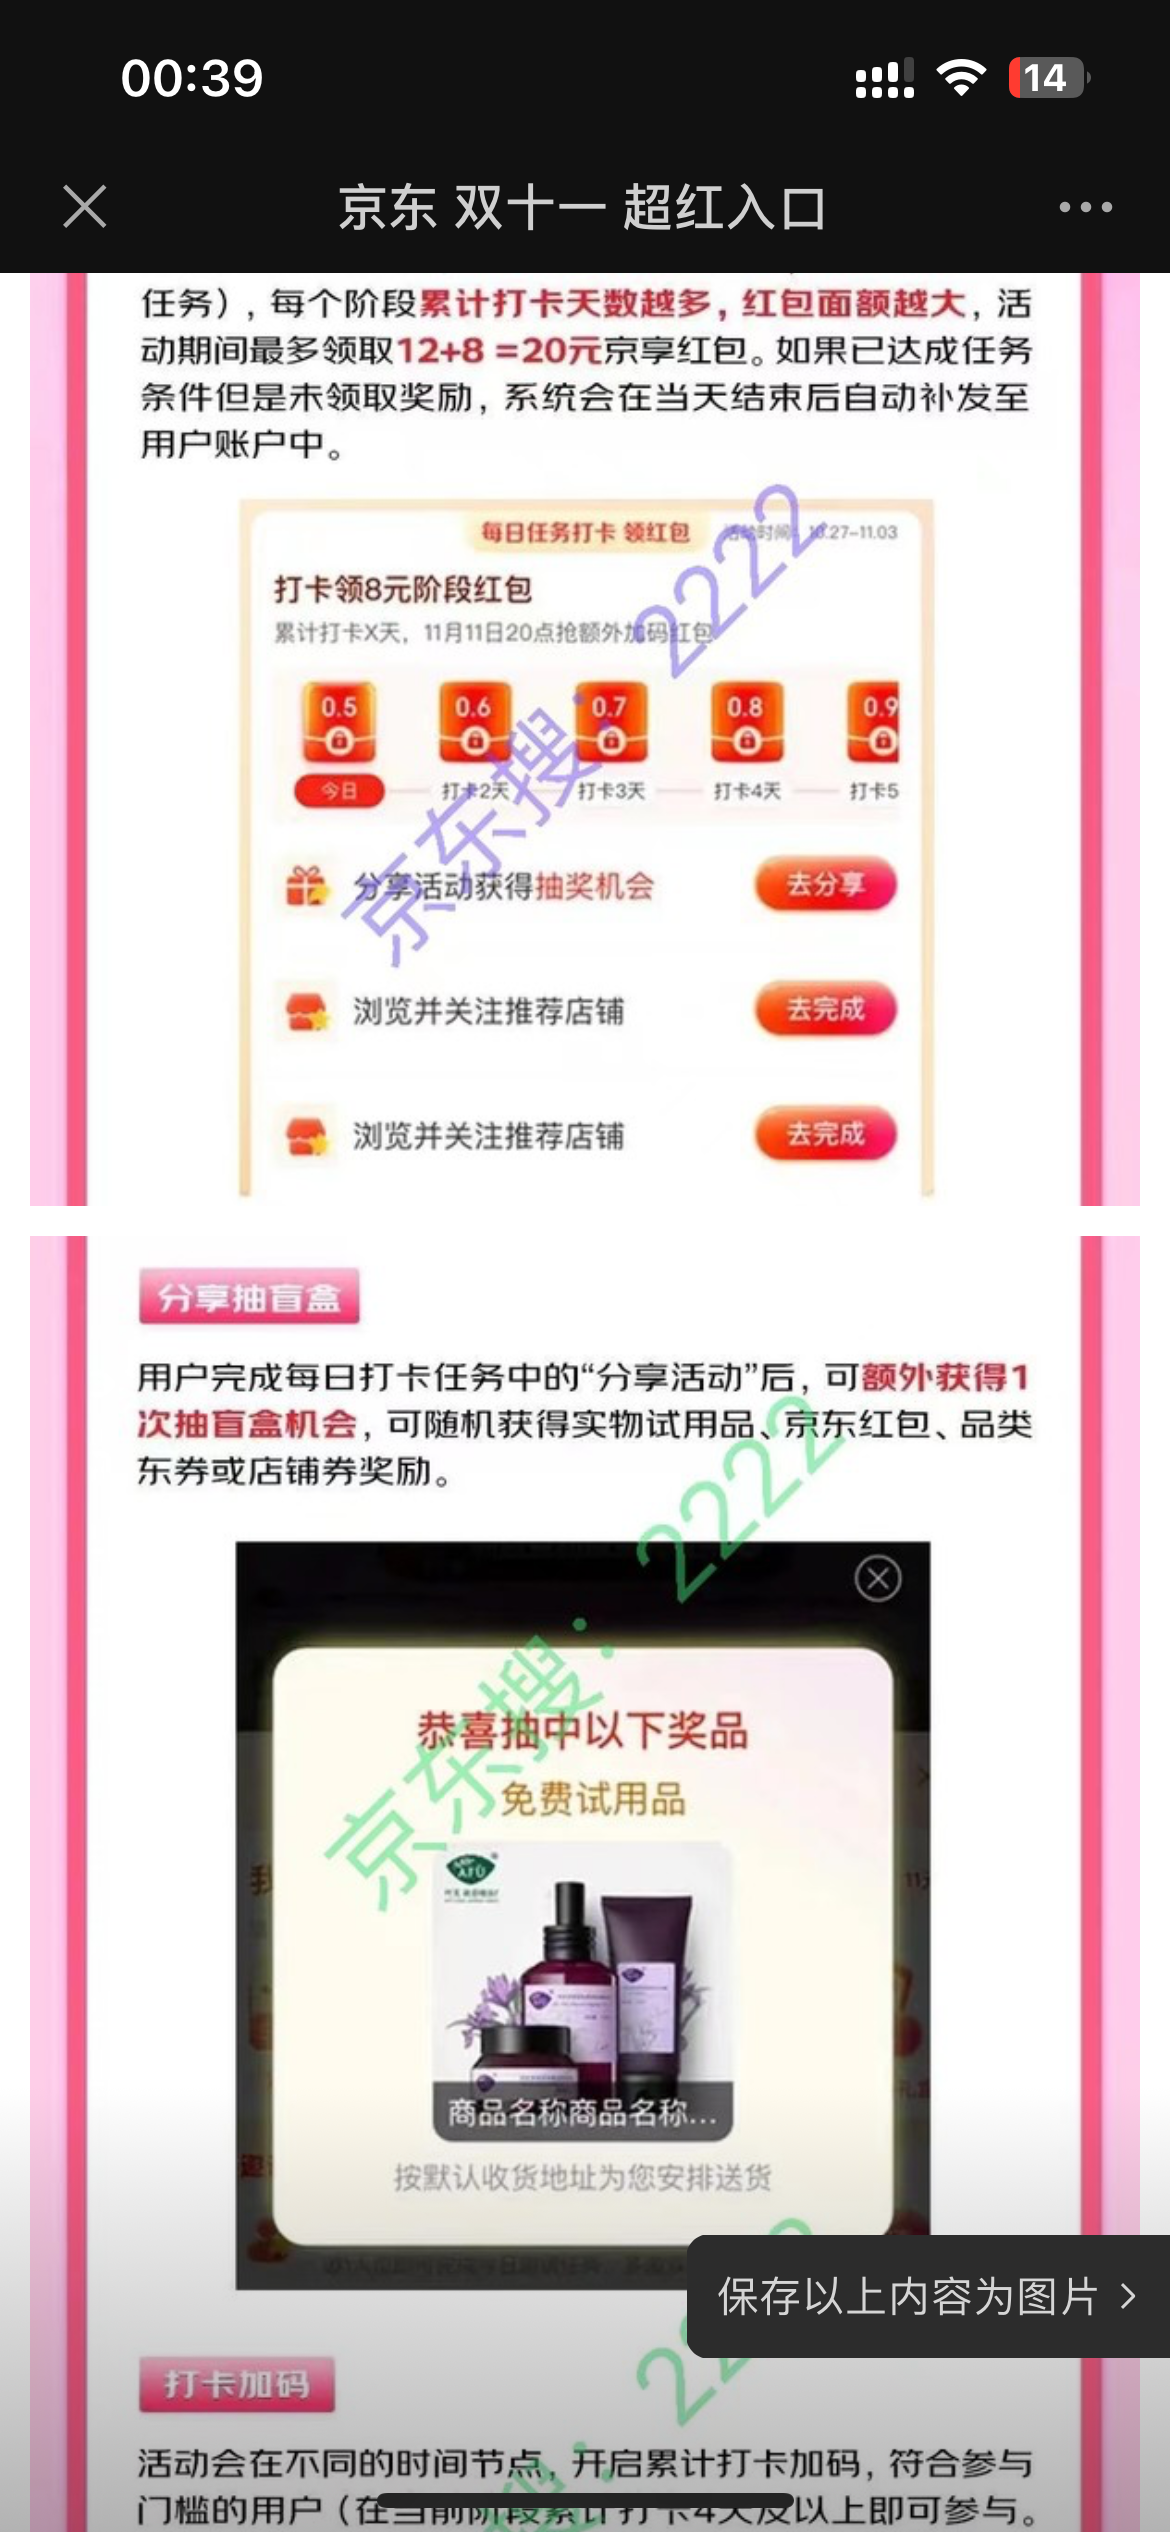 00:39
14
京东 双十一 超红入口
任务），每个阶段累计打卡天数越多，红包面额越大，活
动期间最多领取12+8 =20元京享红包。如果已达成任务
条件但是未领取奖励，系统会在当天结束后自动补发至
用户账户中。
每日任务打卡 领红包
活动时间：10.27-11.03
打卡领8元阶段红包
累计打卡X天，11月11日20点抢额外加码红包
0.5
0.6
0.7
0.8
0.9
今日
打卡2天
打卡3天
打卡4天
打卡5
分享活动获得抽奖机会
去分享
浏览并关注推荐店铺
去完成
浏览并关注推荐店铺
去完成
京东搜：2222
分享抽盲盒
用户完成每日打卡任务中的“分享活动”后，可额外获得1
次抽盲盒机会，可随机获得实物试用品、京东红包、品类
东券或店铺券奖励。
恭喜抽中以下奖品
免费试用品
AFU
商品名称商品名称...
按默认收货地址为您安排送货
京东搜：2222
保存以上内容为图片
打卡加码
活动会在不同的时间节点，开启累计打卡加码，符合参与
门槛的用户（在当前阶段累计打卡4天及以上即可参与。